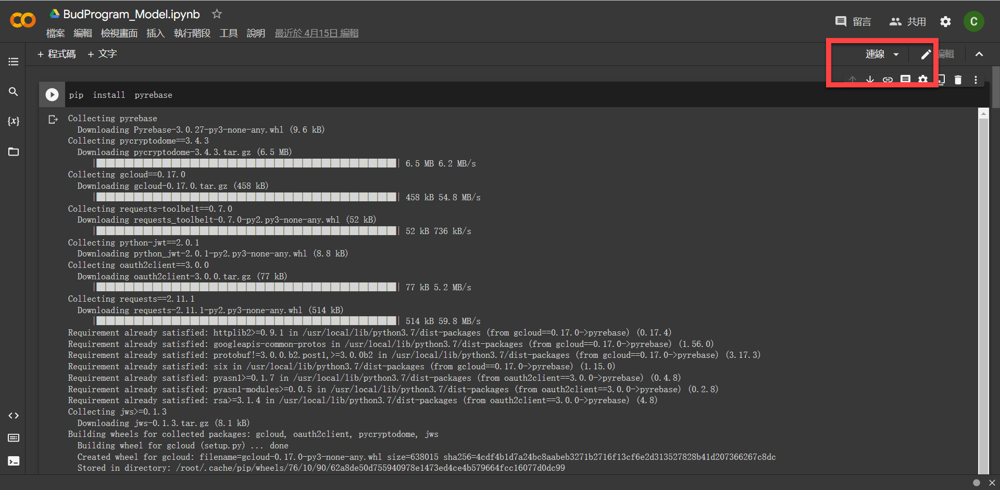 BudProgram_Model.ipynb
檔案 編輯 檢視畫面 插入 執行階段 工具 說明 最近於 4月15日 編輯
留言 共用 C
+ 程式碼 + 文字
連線 編輯
{x}
pip install pyrebase
Collecting pyrebase
Downloading Pyrebase-3.0.27-py3-none-any.whl (9.6 kB)
Collecting pycryptodome==3.4.3
Downloading pycryptodome-3.4.3.tar.gz (6.5 MB)
6.5 MB 6.2 MB/s
Collecting gcloud==0.17.0
Downloading gcloud-0.17.0.tar.gz (458 kB)
458 kB 54.8 MB/s
Collecting requests-toolbelt==0.7.0
Downloading requests_toolbelt-0.7.0-py2.py3-none-any.whl (52 kB)
52 kB 736 kB/s
Collecting python-jwt==2.0.1
Downloading python_jwt-2.0.1-py2.py3-none-any.whl (8.8 kB)
Collecting oauth2client==3.0.0
Downloading oauth2client-3.0.0.tar.gz (77 kB)
77 kB 5.2 MB/s
Collecting requests==2.11.1
Downloading requests-2.11.1-py2.py3-none-any.whl (514 kB)
514 kB 59.8 MB/s
Requirement already satisfied: httplib2>=0.9.1 in /usr/local/lib/python3.7/dist-packages (from gcloud==0.17.0->pyrebase) (0.17.4)
Requirement already satisfied: googleapis-common-protos in /usr/local/lib/python3.7/dist-packages (from gcloud==0.17.0->pyrebase) (1.56.0)
Requirement already satisfied: protobuf!=3.0.0.b2.post1,>=3.0.0b2 in /usr/local/lib/python3.7/dist-packages (from gcloud==0.17.0->pyrebase) (3.17.3)
Requirement already satisfied: six in /usr/local/lib/python3.7/dist-packages (from gcloud==0.17.0->pyrebase) (1.15.0)
Requirement already satisfied: pyasn1>=0.1.7 in /usr/local/lib/python3.7/dist-packages (from oauth2client==3.0.0->pyrebase) (0.4.8)
Requirement already satisfied: pyasn1-modules>=0.0.5 in /usr/local/lib/python3.7/dist-packages (from oauth2client==3.0.0->pyrebase) (0.2.8)
Requirement already satisfied: rsa>=3.1.4 in /usr/local/lib/python3.7/dist-packages (from oauth2client==3.0.0->pyrebase) (4.8)
Collecting jws>=0.1.3
Downloading jws-0.1.3.tar.gz (8.1 kB)
Building wheels for collected packages: gcloud, oauth2client, pycryptodome, jws
Building wheel for gcloud (setup.py) ... done
Created wheel for gcloud: filename=gcloud-0.17.0-py3-none-any.whl size=638015 sha256=4cdf4b1d7a24bc8aabeb3271b2716f13cf6e2d313527828b41d207366267c8dc
Stored in directory: /root/.cache/pip/wheels/76/10/90/62a8de50d755940978e1473ed4ce4b579664fcc16077d0dc99